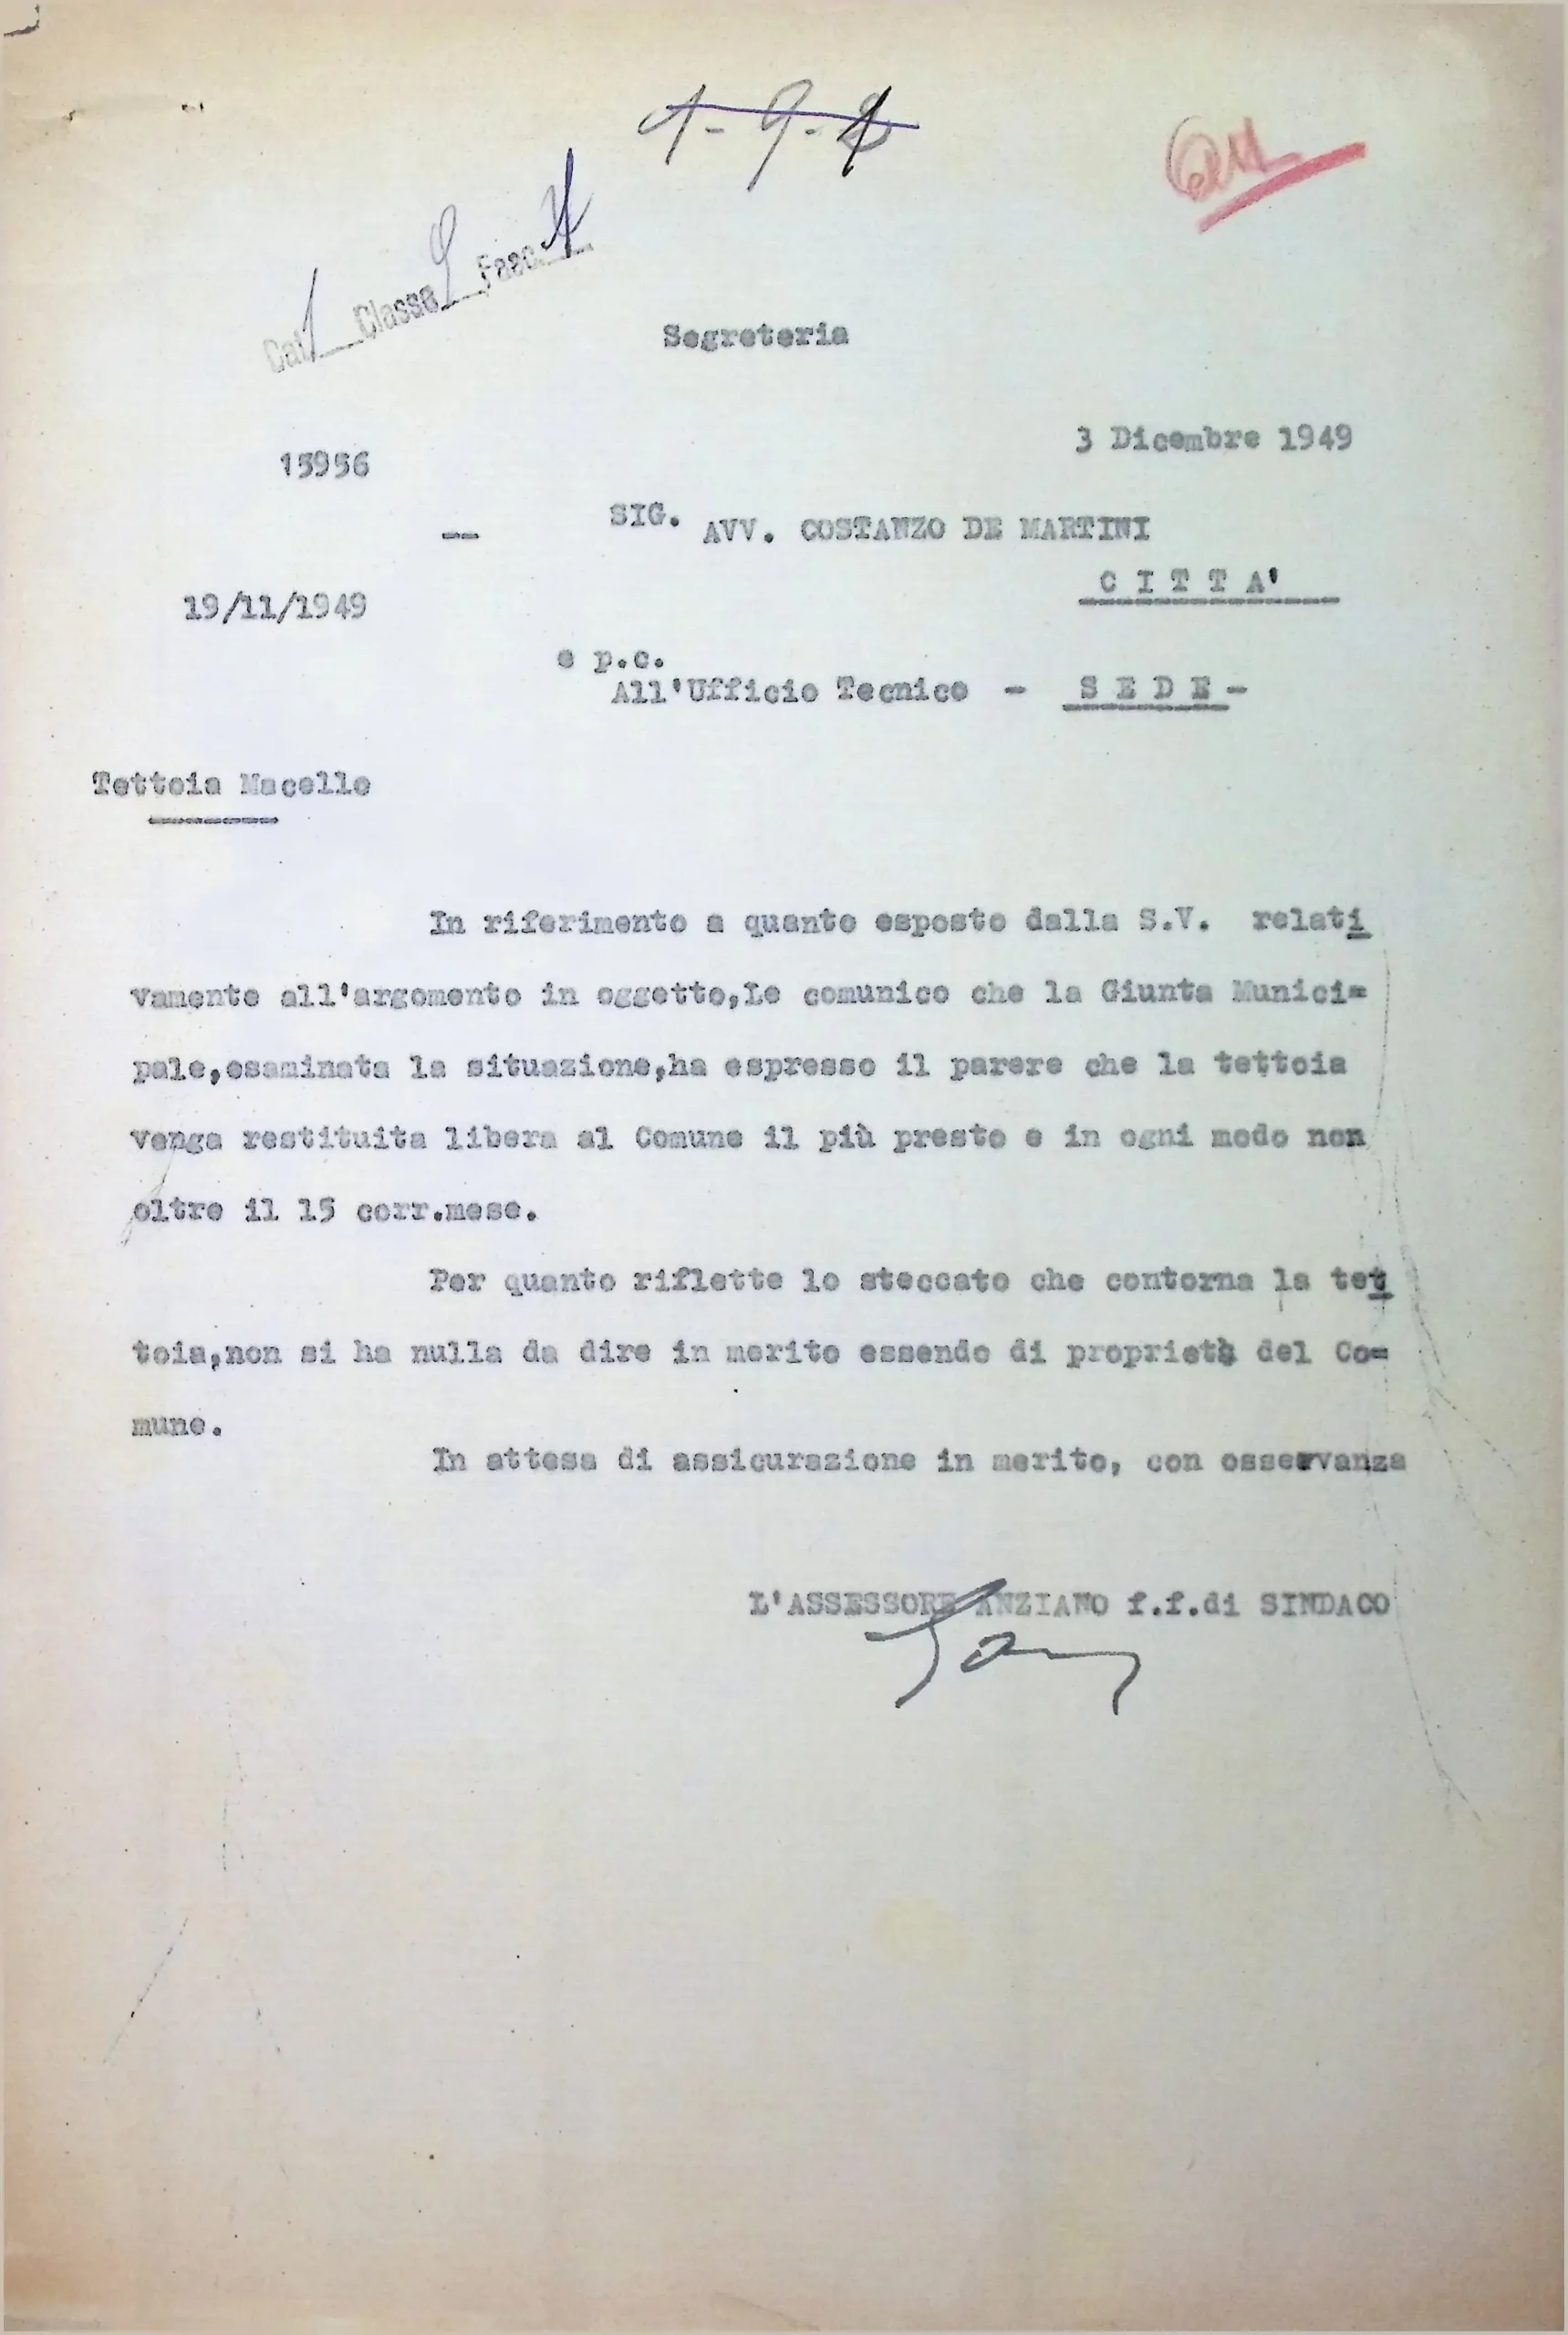 1-9-
Cat. 1 Classe 9 Fasc.
Segreteria
3 Dicembre 1949
15956
SIG. AVV. COSTANZO DE MARTINI
C I T T A'
19/11/1949
e p.c.
All'Ufficio Tecnico - S E D E -
Tettoia Macello
In riferimento a quanto esposto dalla S.V. relati
vamente all'argomento in oggetto,Le comunico che la Giunta Munici=
pale,esaminata la situazione,ha espresso il parere che la tettoia
venga restituita libera al Comune il più presto e in ogni modo non
oltre il 15 corr.mese.
Per quanto riflette lo steccato che contorna la tet
toia,non si ha nulla da dire in merito essendo di proprietà del Co=
mune.
In attesa di assicurazione in merito, con osservanza
L'ASSESSORE ANZIANO f.f.di SINDACO